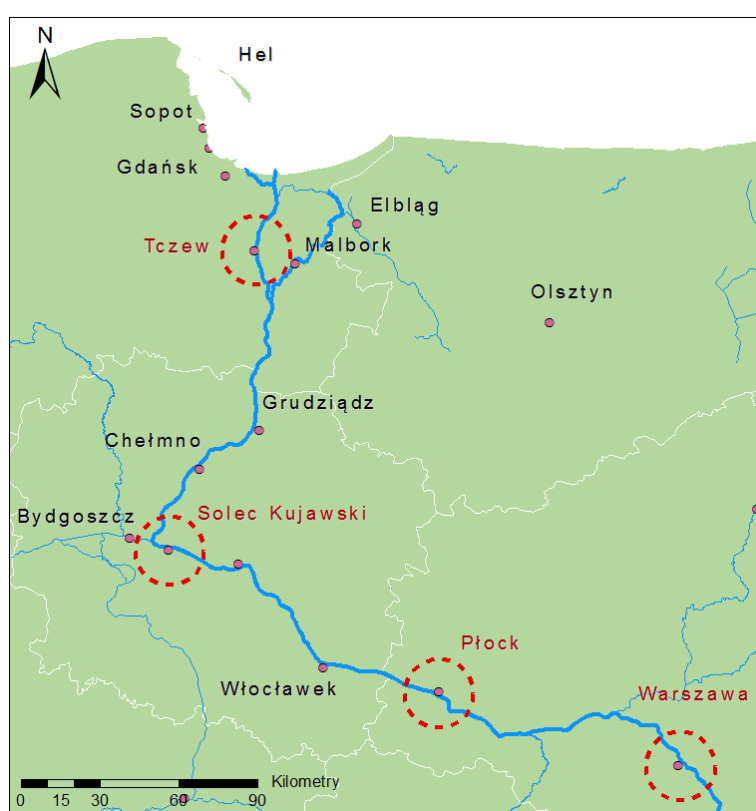 N
Hel
Sopot
Gdańsk
Elbląg
Tczew
Malbork
Olsztyn
Grudziądz
Chełmno
Solec Kujawski
Bydgoszcz
Płock
Włocławek
Warszawa
Kilometry
0 15 30 60 90